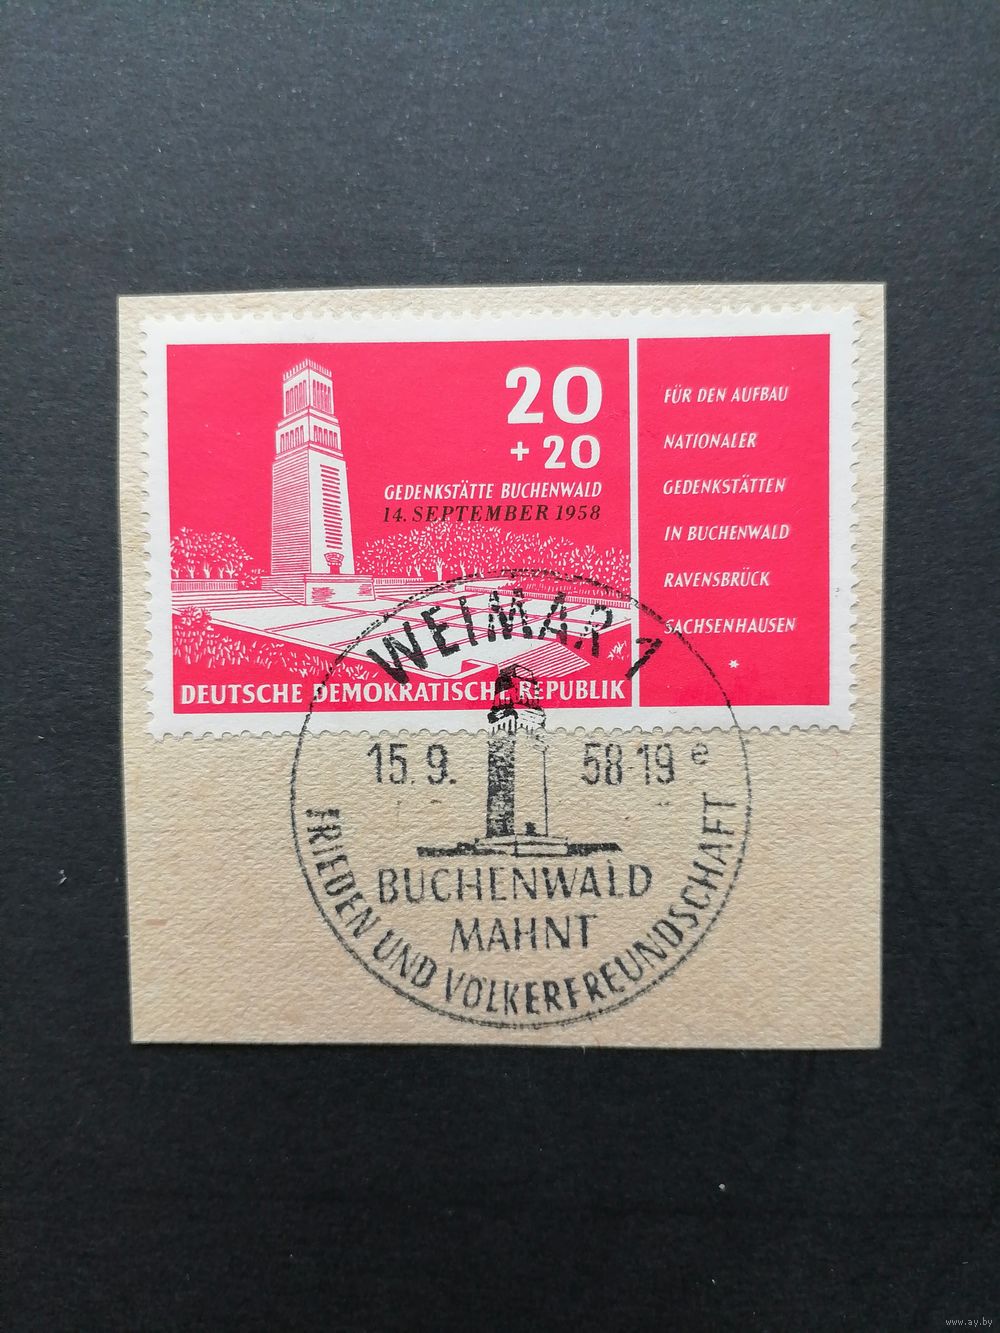 20
+ 20
GEDENKSTÄTTE BUCHENWALD
14. SEPTEMBER 1958
DEUTSCHE DEMOKRATISCHE REPUBLIK
FÜR DEN AUFBAU
NATIONALER
GEDENKSTÄTTEN
IN BUCHENWALD
RAVENSBRÜCK
SACHSENHAUSEN
WEIMAR 1
15.9. 58-19 e
BUCHENWALD
MAHNT
FRIEDEN UND VÖLKERFREUNDSCHAFT
www.ay.by